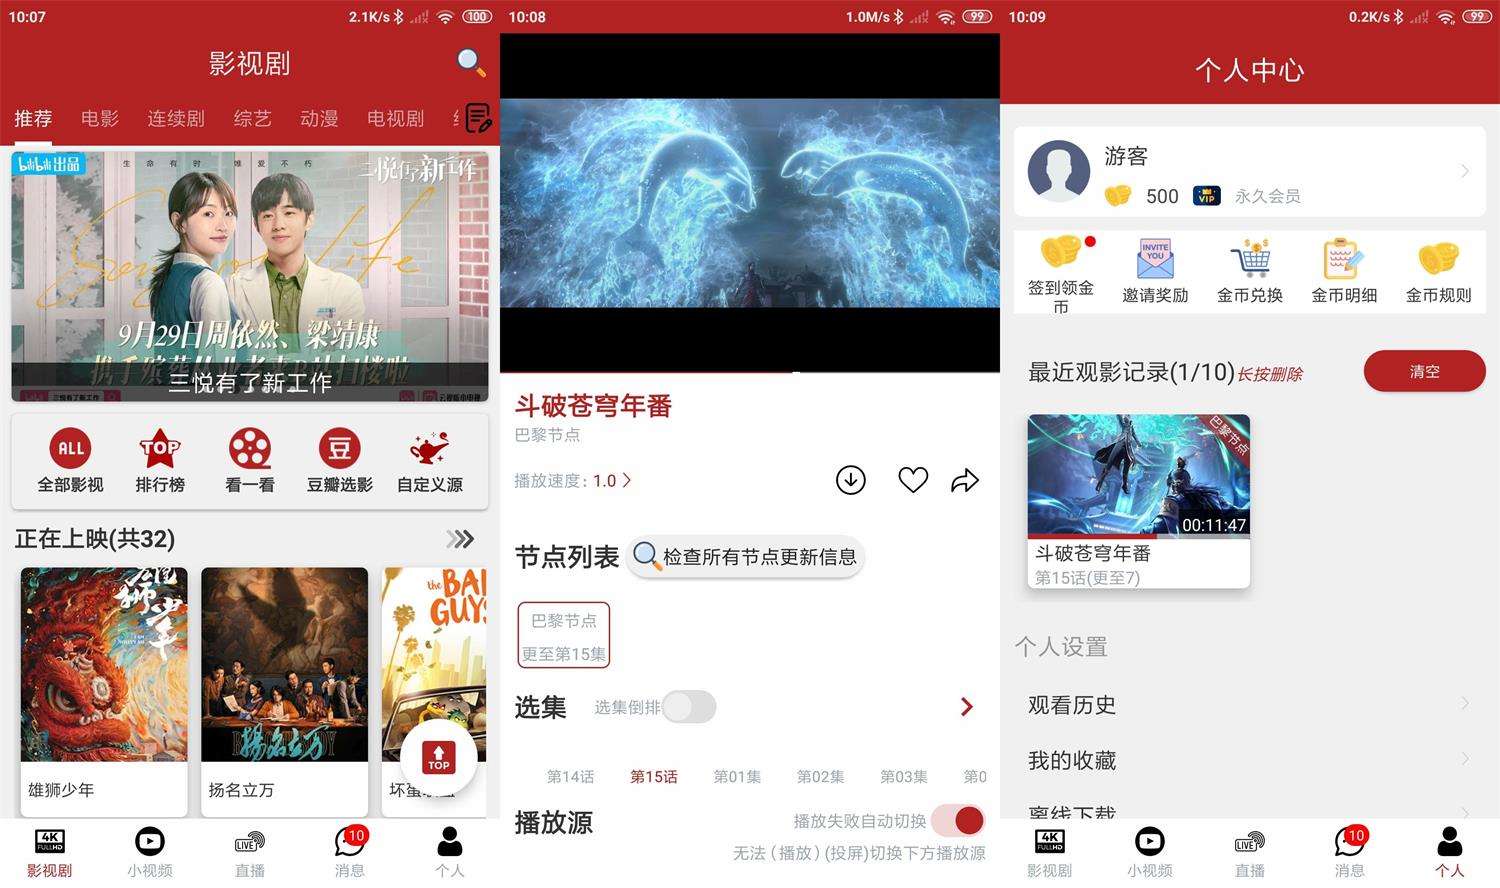 10:07
2.1K/s
100
影视剧
推荐 电影 连续剧 综艺 动漫 电视剧
bilibili出品
生命有时 唯爱不朽
三悦有了新工作
9月29日周依然、梁靖康
三悦有了新工作
ALL TOP 豆
全部影视 排行榜 看一看 豆瓣选影 自定义源
正在上映(共32)
雄狮少年
扬名立万
the BAD
GUYS
TOP
雄狮少年
扬名立万
4K
FULL HD
LIVE
10
影视剧 小视频 直播 消息 个人
10:08
1.0M/s
99
斗破苍穹年番
巴黎节点
播放速度: 1.0
节点列表
检查所有节点更新信息
巴黎节点
更至第15集
选集
选集倒排
第14话 第15话 第01集 第02集 第03集
播放源
播放失败自动切换
无法（播放）(投屏)切换下方播放源
10:09
0.2K/s
99
个人中心
游客
500
VIP
永久会员
INVITE
YOU
签到领金币
邀请奖励
金币兑换
金币明细
金币规则
最近观影记录(1/10)长按删除
清空
巴黎节点
00:11:47
斗破苍穹年番
第15话(更至7)
个人设置
观看历史
我的收藏
离线下载
4K
FULL HD
LIVE
10
影视剧 小视频 直播 消息 个人